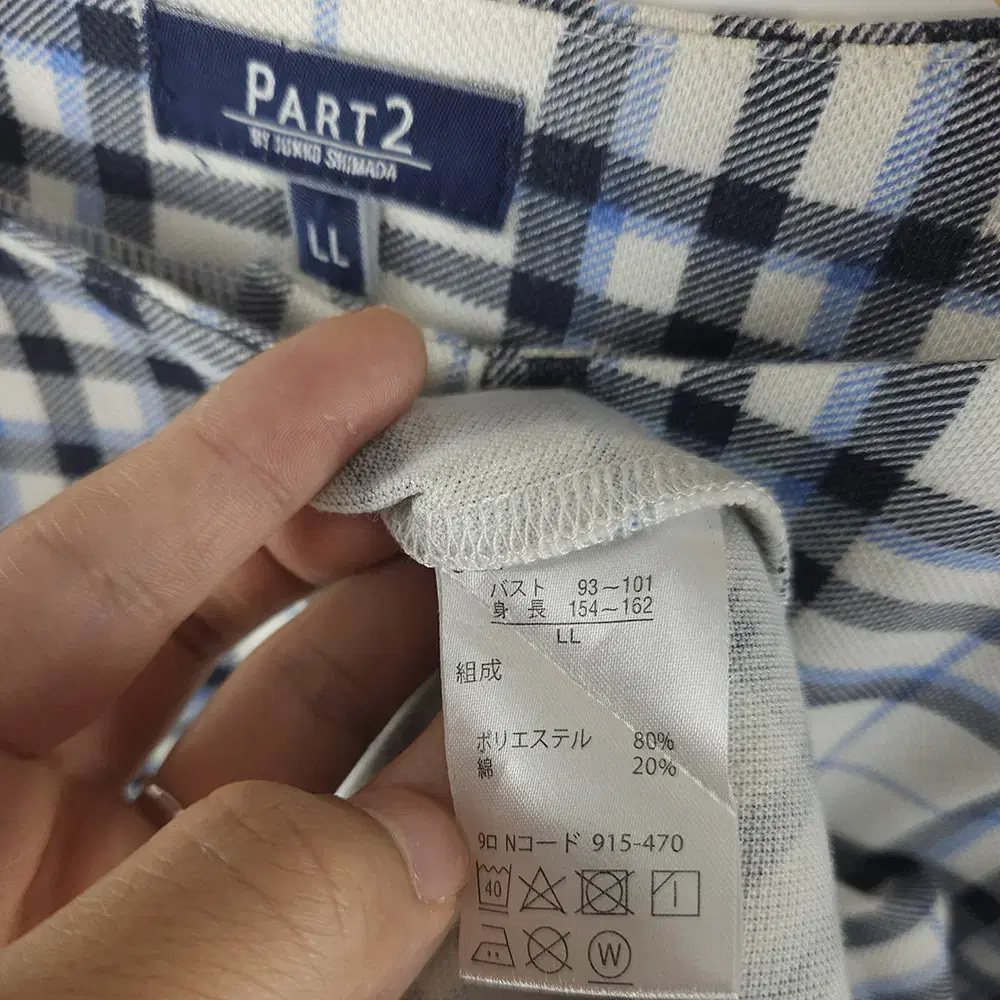 PART2
BY JUNKO SHIMADA
LL
バスト 93～101
身長 154～162
LL
組成
ポリエステル 80%
綿 20%
9ロ Nコード 915-470
40
W